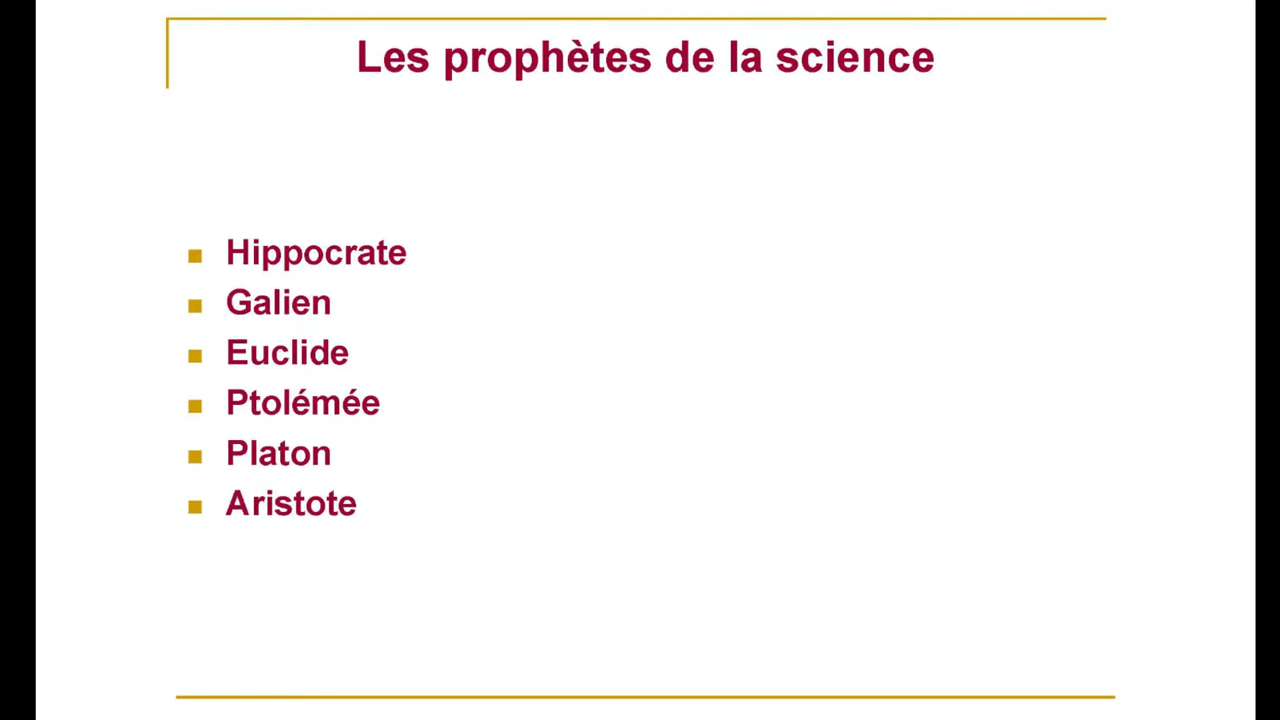 Les prophètes de la science
Hippocrate
Galien
Euclide
Ptolémée
Platon
Aristote